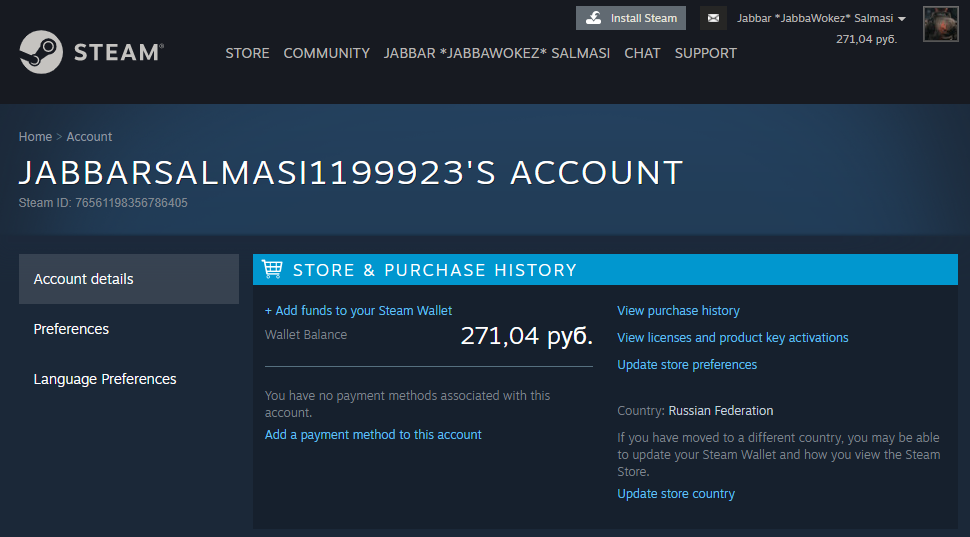 Install Steam
Jabbar *JabbaWokez* Salmasi
271,04 руб.
STEAM®
STORE COMMUNITY JABBAR *JABBAWOKEZ* SALMASI CHAT SUPPORT
Home > Account
JABBARSALMASI1199923'S ACCOUNT
Steam ID: 76561198356786405
Account details
Preferences
Language Preferences
STORE & PURCHASE HISTORY
+ Add funds to your Steam Wallet
Wallet Balance 271,04 руб.
You have no payment methods associated with this
account.
Add a payment method to this account
View purchase history
View licenses and product key activations
Update store preferences
Country: Russian Federation
If you have moved to a different country, you may be able
to update your Steam Wallet and how you view the Steam
Store.
Update store country